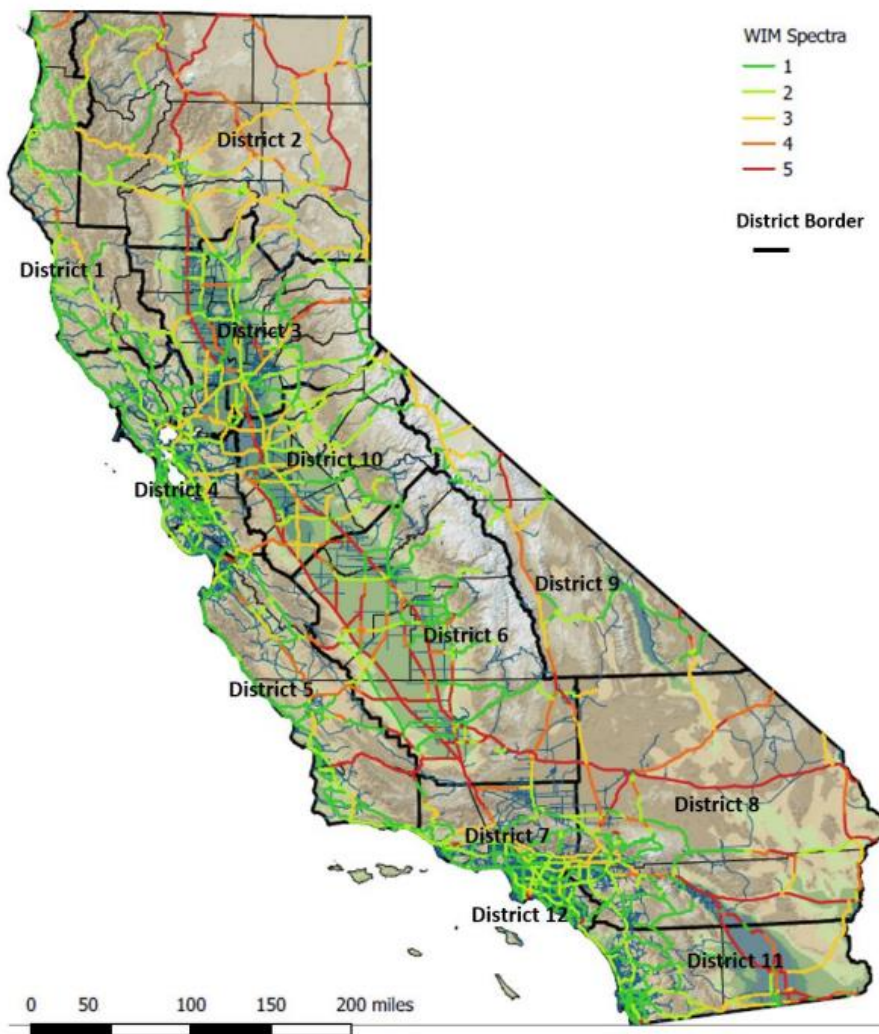 WIM Spectra
1
2
3
4
5
District Border
District 2
District 1
District 3
District 10
District 4
District 9
District 6
District 5
District 8
District 7
District 12
District 11
0 50 100 150 200 miles